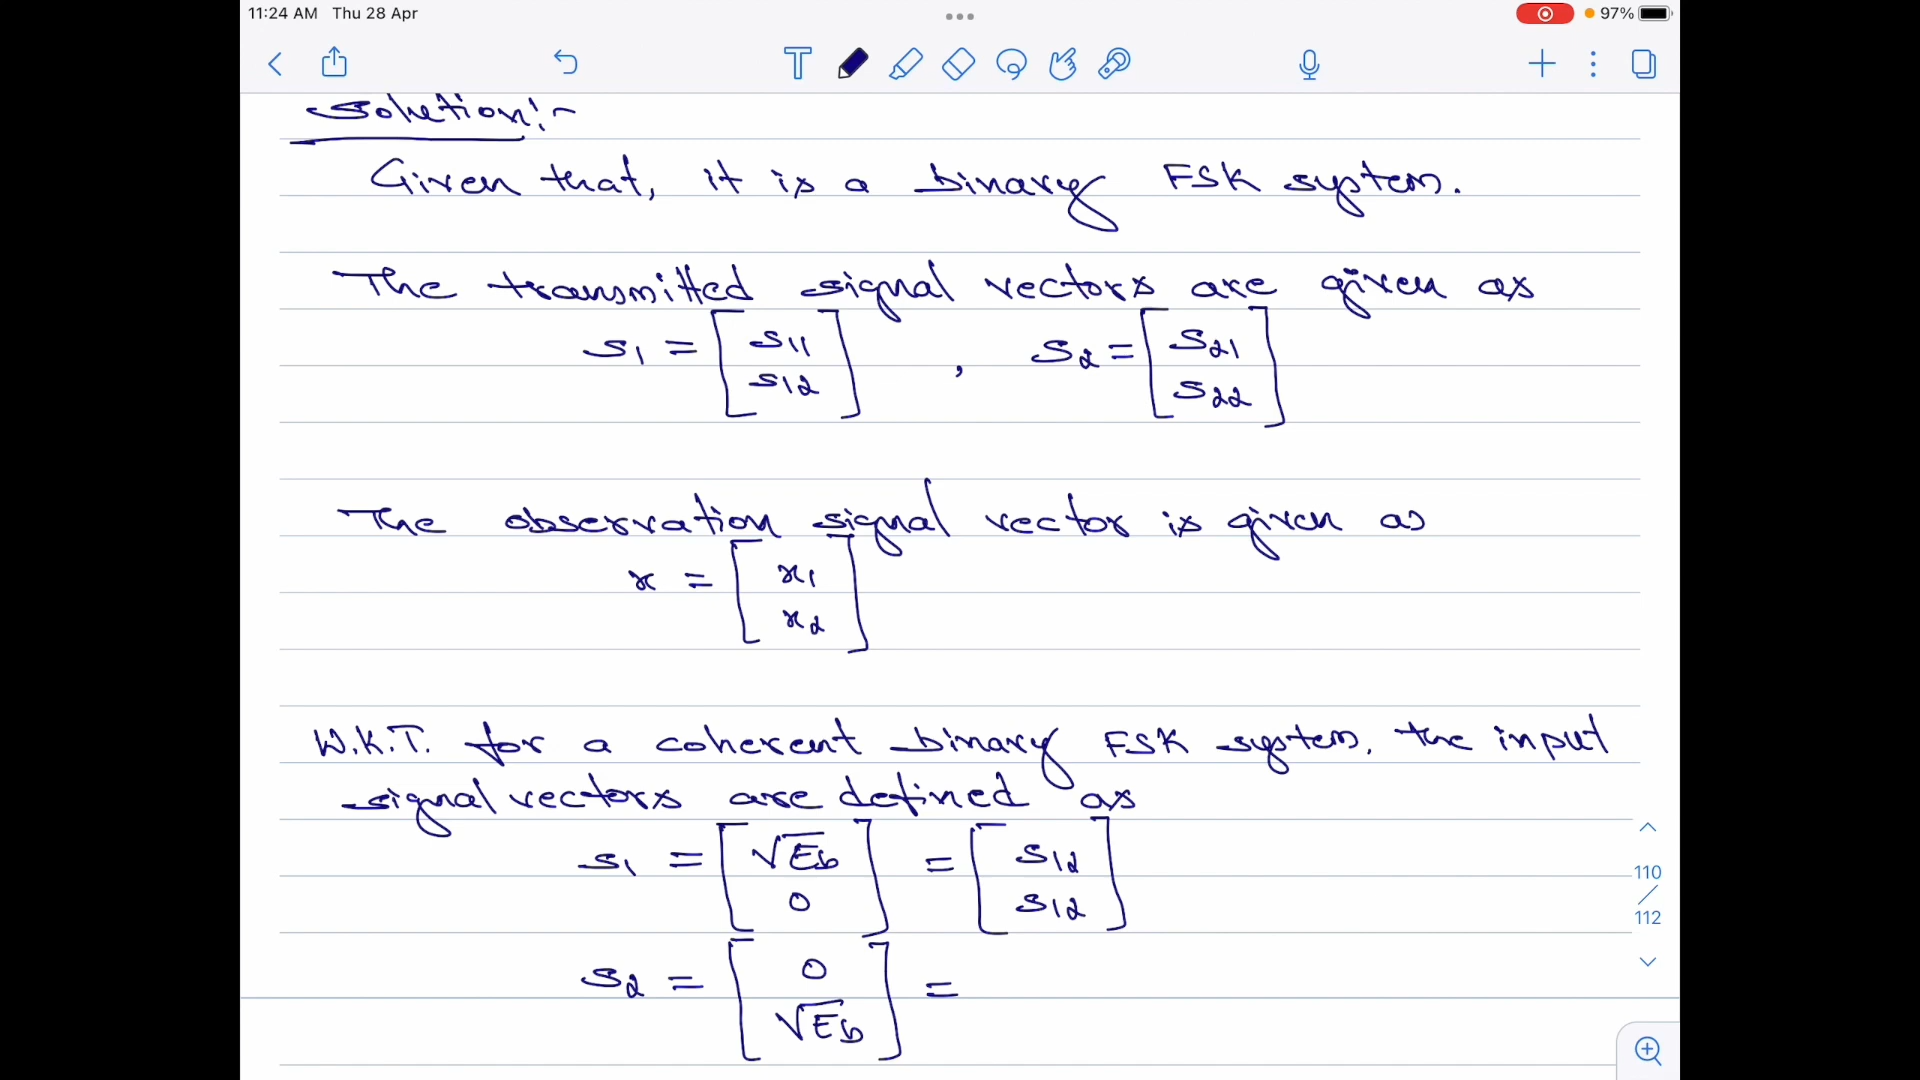 11:24 AM Thu 28 Apr
97%
Solution:-
Given that, it is a binary FSK system.
The transmitted signal vectors are given as
s1 = [ s11 s12 ] , s2 = [ s21 s22 ]
The observation signal vector is given as
x = [ x1 x2 ]
W.K.T. for a coherent binary FSK system, the input
signal vectors are defined as
s1 = [ √Eb 0 ] = [ s12 s12 ]
s2 = [ 0 √Eb ] =
110
/
112